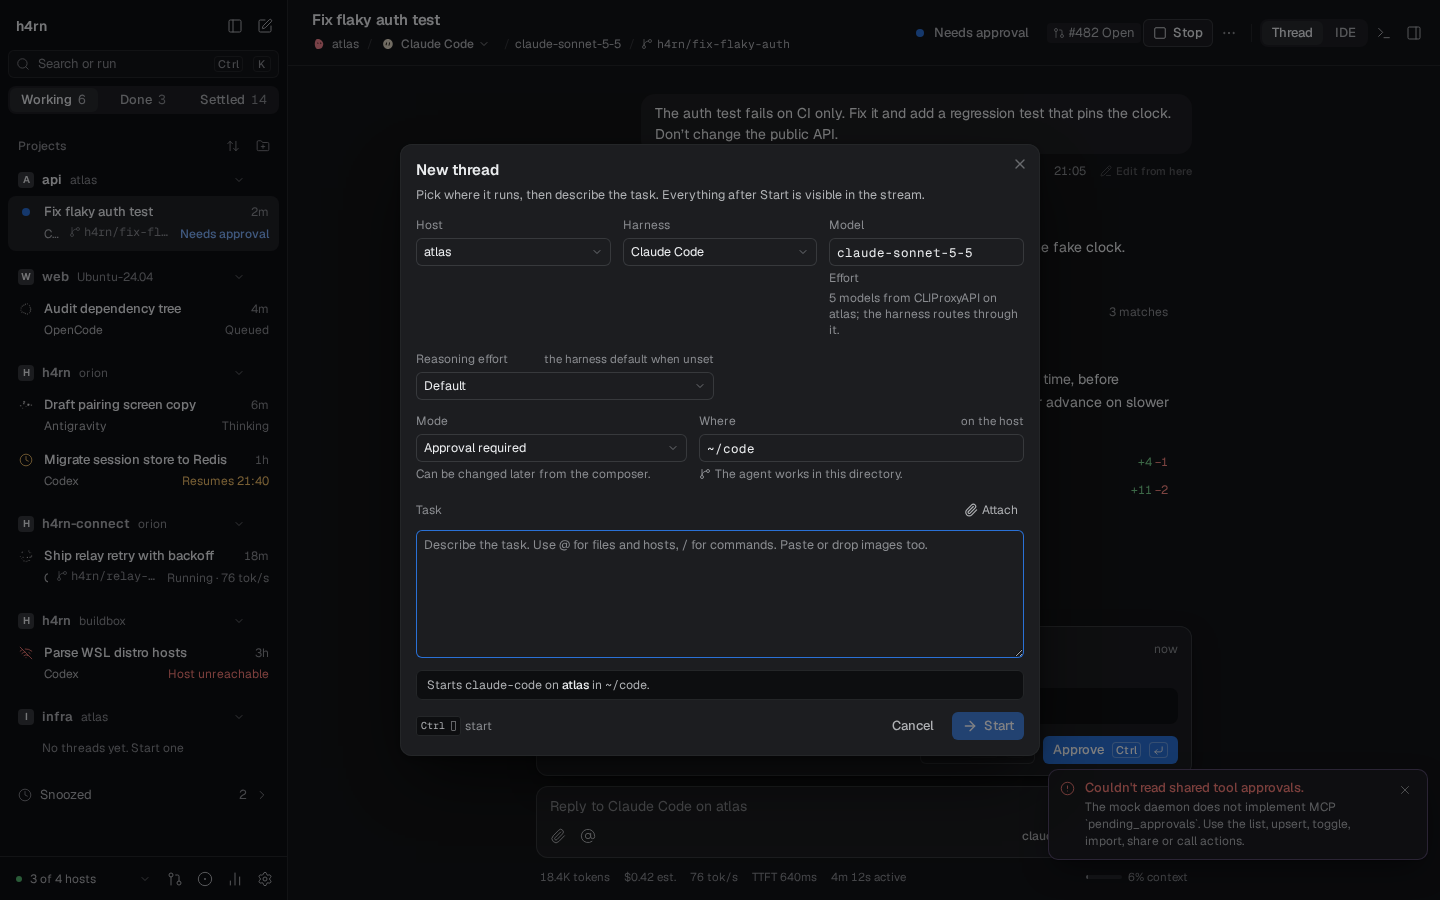 h4rn
Search or run Ctrl K
Working 6 Done 3 Settled 14
Projects
A api atlas
Fix flaky auth test 2m
C… h4rn/fix-fl… Needs approval
W web Ubuntu-24.04
Audit dependency tree 4m
OpenCode Queued
H h4rn orion
Draft pairing screen copy 6m
Antigravity Thinking
Migrate session store to Redis 1h
Codex Resumes 21:40
H h4rn-connect orion
Ship relay retry with backoff 18m
h4rn/relay-… Running · 76 tok/s
H h4rn buildbox
Parse WSL distro hosts 3h
Codex Host unreachable
I infra atlas
No threads yet. Start one
Snoozed 2
3 of 4 hosts
Fix flaky auth test
atlas / Claude Code / claude-sonnet-5-5 / h4rn/fix-flaky-auth
Needs approval #482 Open Stop Thread IDE
The auth test fails on CI only. Fix it and add a regression test that pins the clock.
Don't change the public API.
21:05 Edit from here
e fake clock.
3 matches
time, before
r advance on slower
+4 −1
+11 −2
now
Approve Ctrl
New thread
Pick where it runs, then describe the task. Everything after Start is visible in the stream.
Host Harness Model
atlas Claude Code claude-sonnet-5-5
Effort
5 models from CLIProxyAPI on
atlas; the harness routes through
it.
Reasoning effort the harness default when unset
Default
Mode Where on the host
Approval required ~/code
Can be changed later from the composer. The agent works in this directory.
Task Attach
Describe the task. Use @ for files and hosts, / for commands. Paste or drop images too.
Starts claude-code on atlas in ~/code.
Ctrl start Cancel Start
Reply to Claude Code on atlas
Couldn't read shared tool approvals.
The mock daemon does not implement MCP
`pending_approvals`. Use the list, upsert, toggle,
import, share or call actions.
18.4K tokens $0.42 est. 76 tok/s TTFT 640ms 4m 12s active 6% context